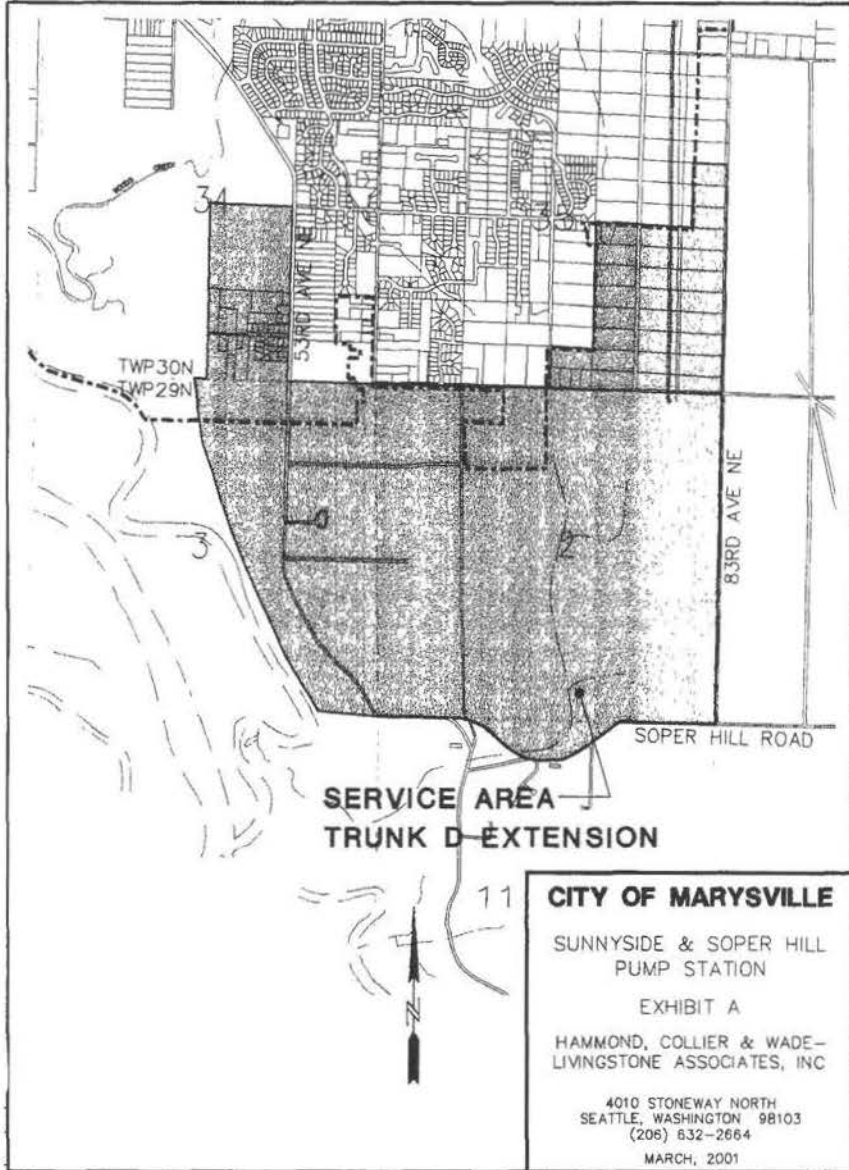 34
53RD AVE NE
TWP30N
TWP29N
3
2
83RD AVE NE
SOPER HILL ROAD
SERVICE AREA
TRUNK D EXTENSION
11
N
CITY OF MARYSVILLE
SUNNYSIDE & SOPER HILL
PUMP STATION
EXHIBIT A
HAMMOND, COLLIER & WADE-
LIVINGSTONE ASSOCIATES, INC
4010 STONEWAY NORTH
SEATTLE, WASHINGTON 98103
(206) 632-2664
MARCH, 2001